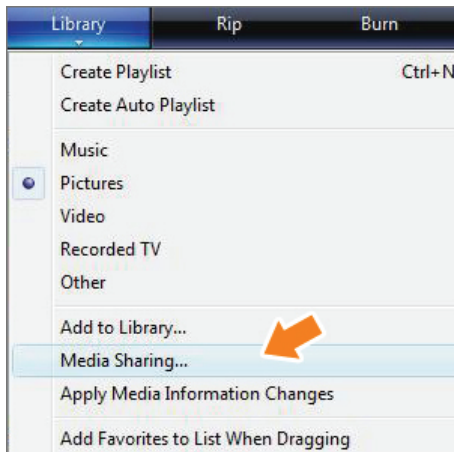 Library Rip Burn
Create Playlist Ctrl+N
Create Auto Playlist
Music
Pictures
Video
Recorded TV
Other
Add to Library...
Media Sharing...
Apply Media Information Changes
Add Favorites to List When Dragging